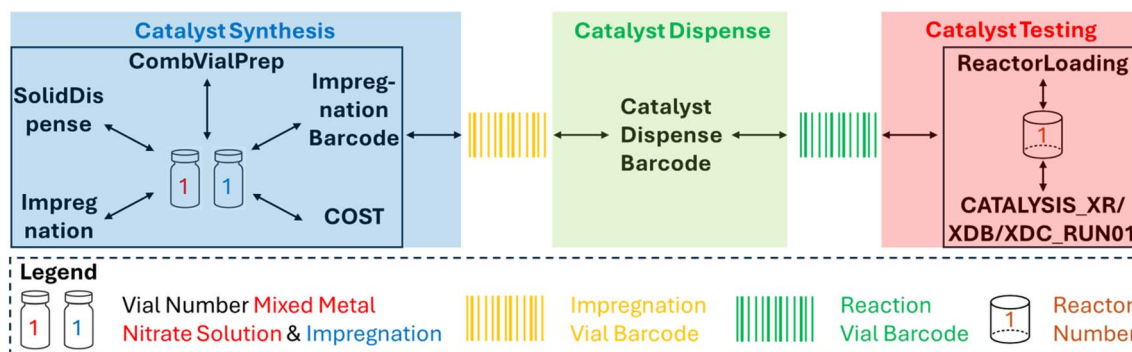 Catalyst Synthesis
CombVialPrep
SolidDis
pense
Impreg-
nation
Barcode
1
1
Impreg
nation
COST
Catalyst Dispense
Catalyst
Dispense
Barcode
Catalyst Testing
ReactorLoading
1
CATALYSIS_XR/
XDB/XDC_RUN01
Legend
1
1
Vial Number Mixed Metal
Nitrate Solution & Impregnation
Impregnation
Vial Barcode
Reaction
Vial Barcode
1
Reactor
Number